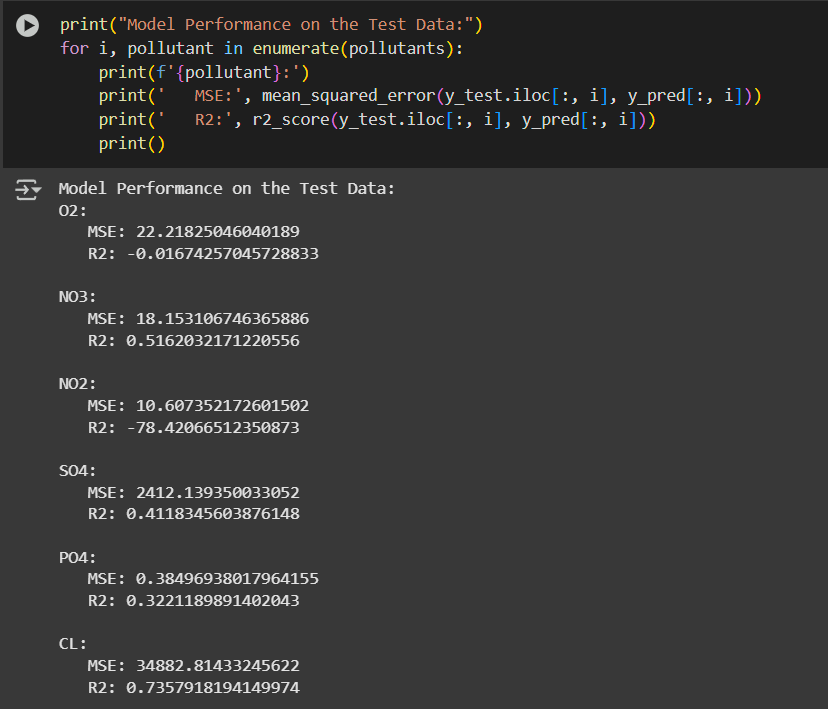 print("Model Performance on the Test Data:")
for i, pollutant in enumerate(pollutants):
    print(f'{pollutant}:')
    print('   MSE:', mean_squared_error(y_test.iloc[:, i], y_pred[:, i]))
    print('   R2:', r2_score(y_test.iloc[:, i], y_pred[:, i]))
    print()
Model Performance on the Test Data:
O2:
   MSE: 22.21825046040189
   R2: -0.01674257045728833

NO3:
   MSE: 18.153106746365886
   R2: 0.5162032171220556

NO2:
   MSE: 10.607352172601502
   R2: -78.42066512350873

SO4:
   MSE: 2412.139350033052
   R2: 0.4118345603876148

PO4:
   MSE: 0.38496938017964155
   R2: 0.3221189891402043

CL:
   MSE: 34882.81433245622
   R2: 0.7357918194149974